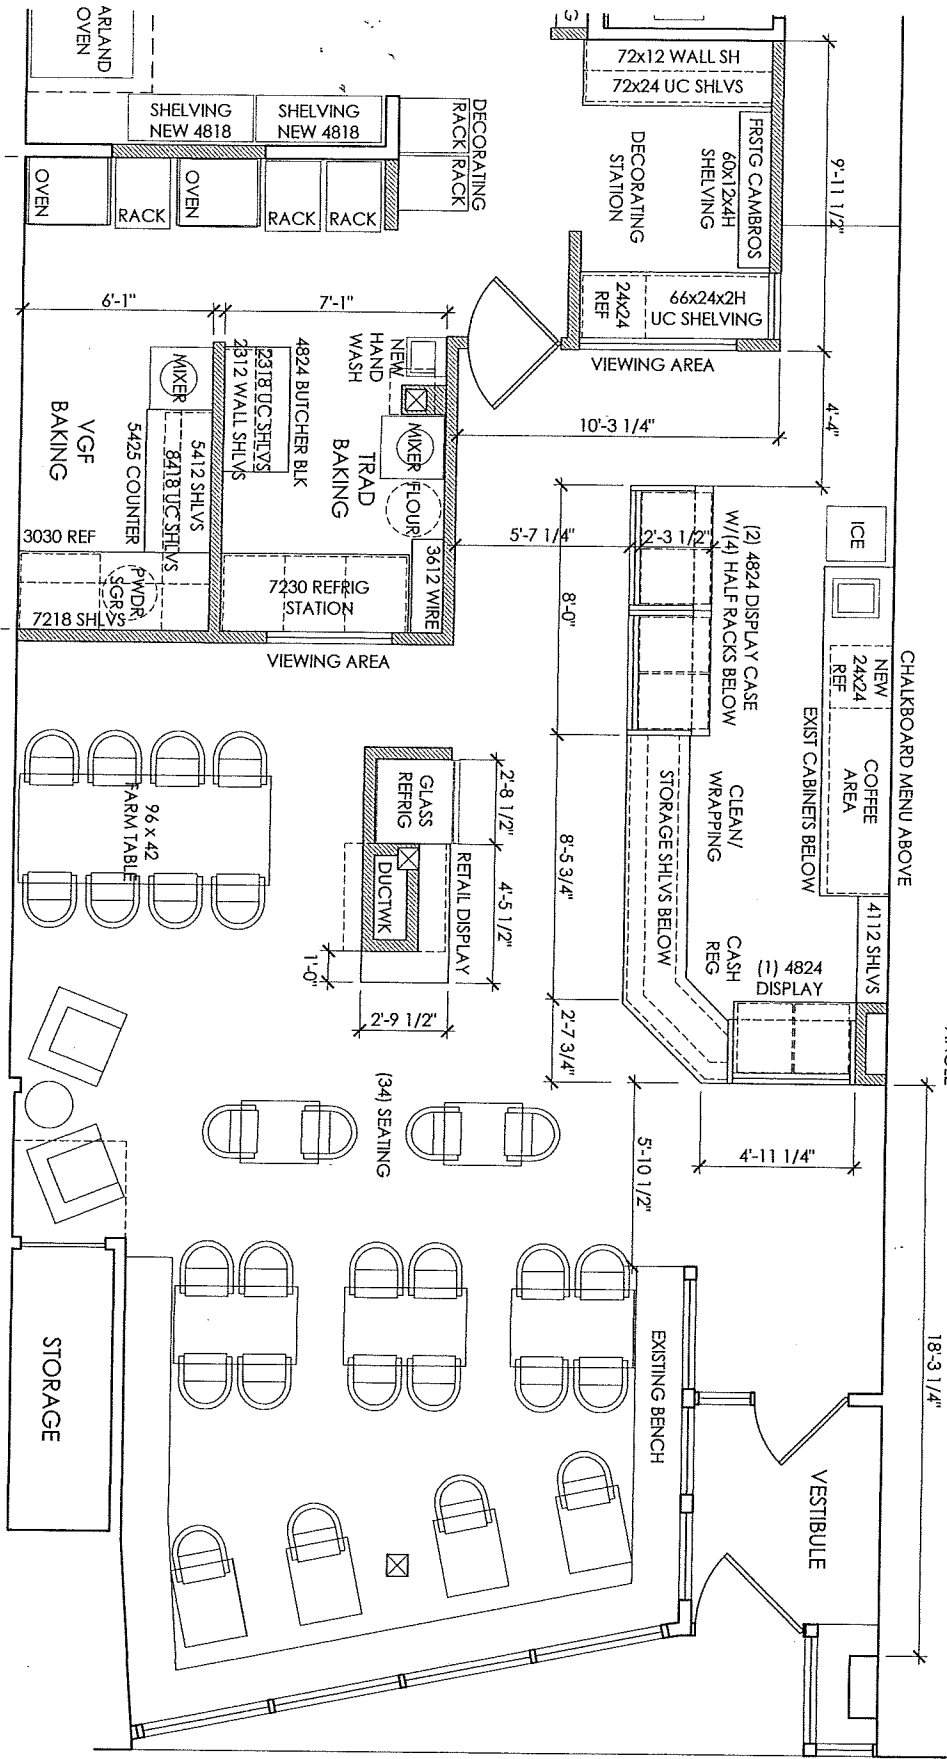 ARLAND
OVEN
SHELVING
NEW 4818
SHELVING
NEW 4818
DECORATING
RACK
RACK
72x12 WALL SH
72x24 UC SHLVS
FRSTG CAMBROS
60x12x4H
SHELVING
DECORATING
STATION
9'-11 1/2"
OVEN
RACK
OVEN
RACK
RACK
24x24
REF
66x24x2H
UC SHELVING
VIEWING AREA
6'-1"
7'-1"
NEW
HAND
WASH
10'-3 1/4"
4'-4"
MIXER
4824 BUTCHER BLK
2318 UC SHLVS
2312 WALL SHLVS
MIXER
FLOUR
TRAD
BAKING
VGF
BAKING
5412 SHLVS
8418 UC SHLVS
5425 COUNTER
3030 REF
PWDR
SGR
7218 SHLVS
7230 REFRIG
STATION
3612 WIRE
VIEWING AREA
5'-7 1/4"
2'-3 1/2"
8'-0"
(2) 4824 DISPLAY CASE
W/(4) HALF RACKS BELOW
ICE
NEW
24x24
REF
COFFEE
AREA
EXIST CABINETS BELOW
CHALKBOARD MENU ABOVE
96 x 42
FARM TABLE
GLASS
REFRIG
2'-8 1/2"
DUCTWK
RETAIL DISPLAY
4'-5 1/2"
1'-0"
2'-9 1/2"
8'-5 3/4"
STORAGE SHLVS BELOW
CLEAN/
WRAPPING
CASH
REG
4112 SHLVS
(1) 4824
DISPLAY
2'-7 3/4"
(34) SEATING
5'-10 1/2"
4'-11 1/4"
18'-3 1/4"
EXISTING BENCH
STORAGE
VESTIBULE